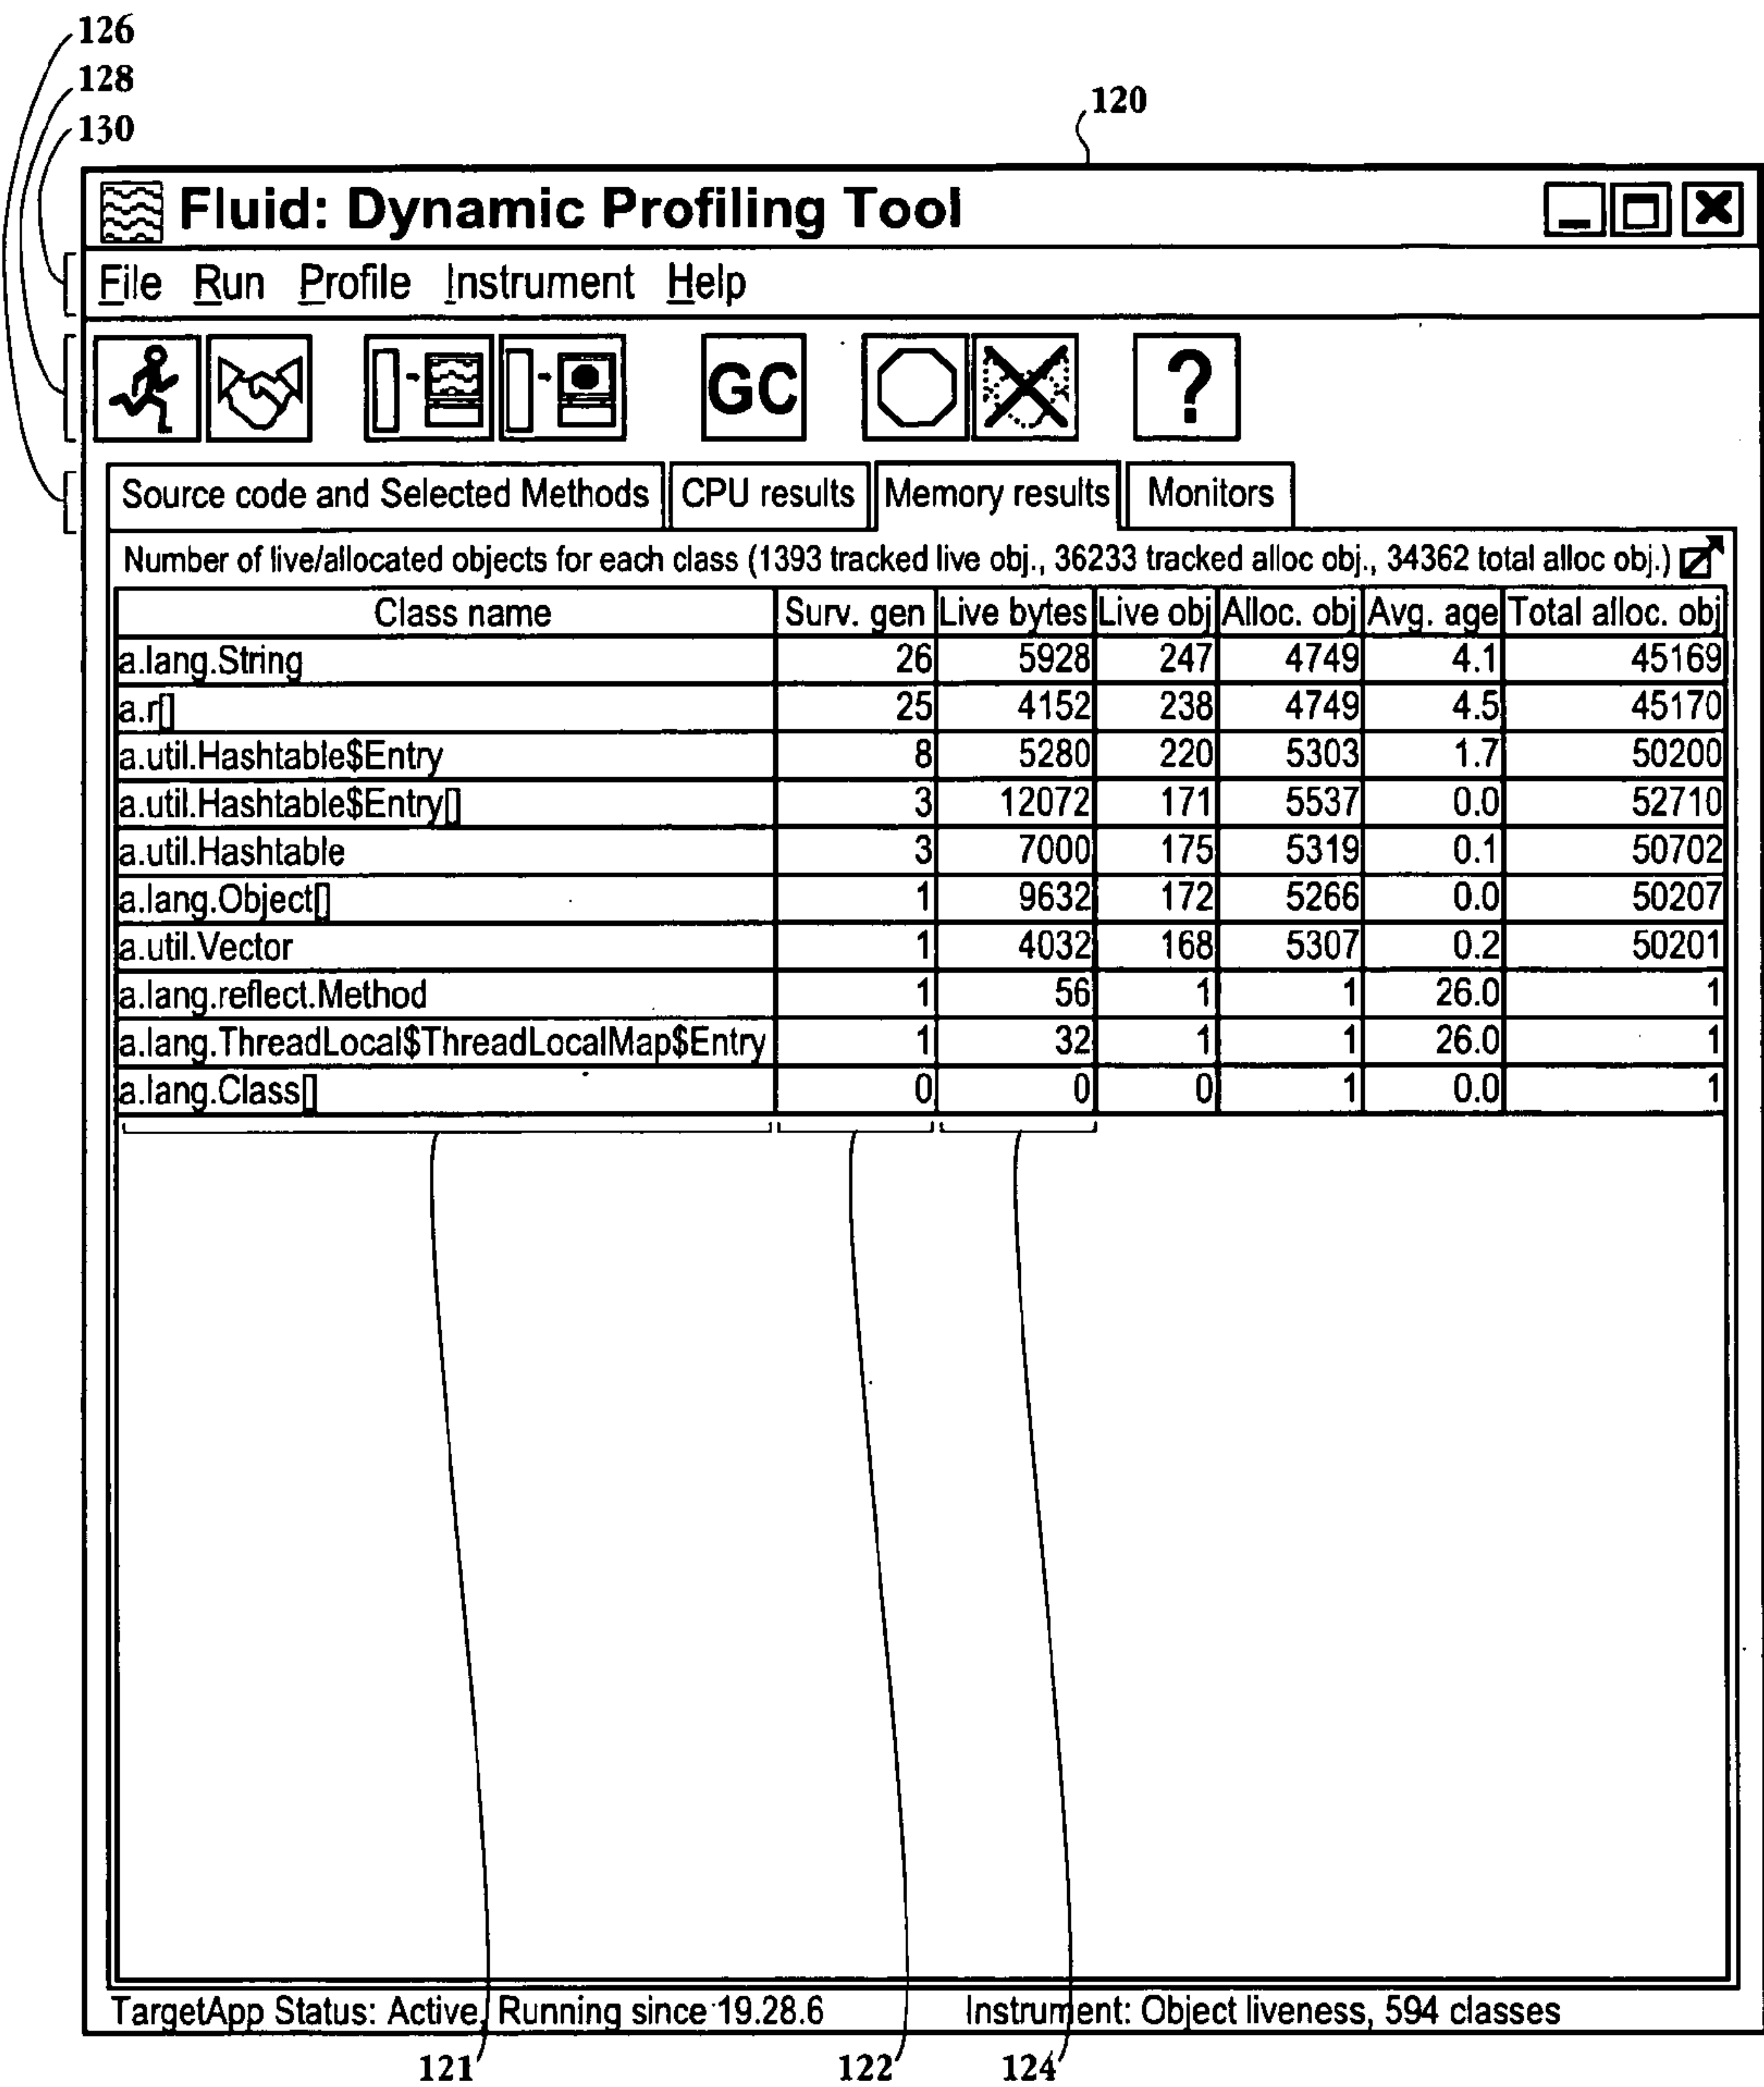 126
128
130
120
Fluid: Dynamic Profiling Tool
File Run Profile Instrument Help
GC ?
Source code and Selected Methods CPU results Memory results Monitors
Number of live/allocated objects for each class (1393 tracked live obj., 36233 tracked alloc obj., 34362 total alloc obj.)
Class name Surv. gen Live bytes Live obj Alloc. obj Avg. age Total alloc. obj
a.lang.String 26 5928 247 4749 4.1 45169
a.r[] 25 4152 238 4749 4.5 45170
a.util.Hashtable$Entry 8 5280 220 5303 1.7 50200
a.util.Hashtable$Entry[] 3 12072 171 5537 0.0 52710
a.util.Hashtable 3 7000 175 5319 0.1 50702
a.lang.Object[] 1 9632 172 5266 0.0 50207
a.util.Vector 1 4032 168 5307 0.2 50201
a.lang.reflect.Method 1 56 1 1 26.0 1
a.lang.ThreadLocal$ThreadLocalMap$Entry 1 32 1 1 26.0 1
a.lang.Class[] 0 0 0 1 0.0 1
TargetApp Status: Active, Running since 19.28.6 Instrument: Object liveness, 594 classes
121 122 124